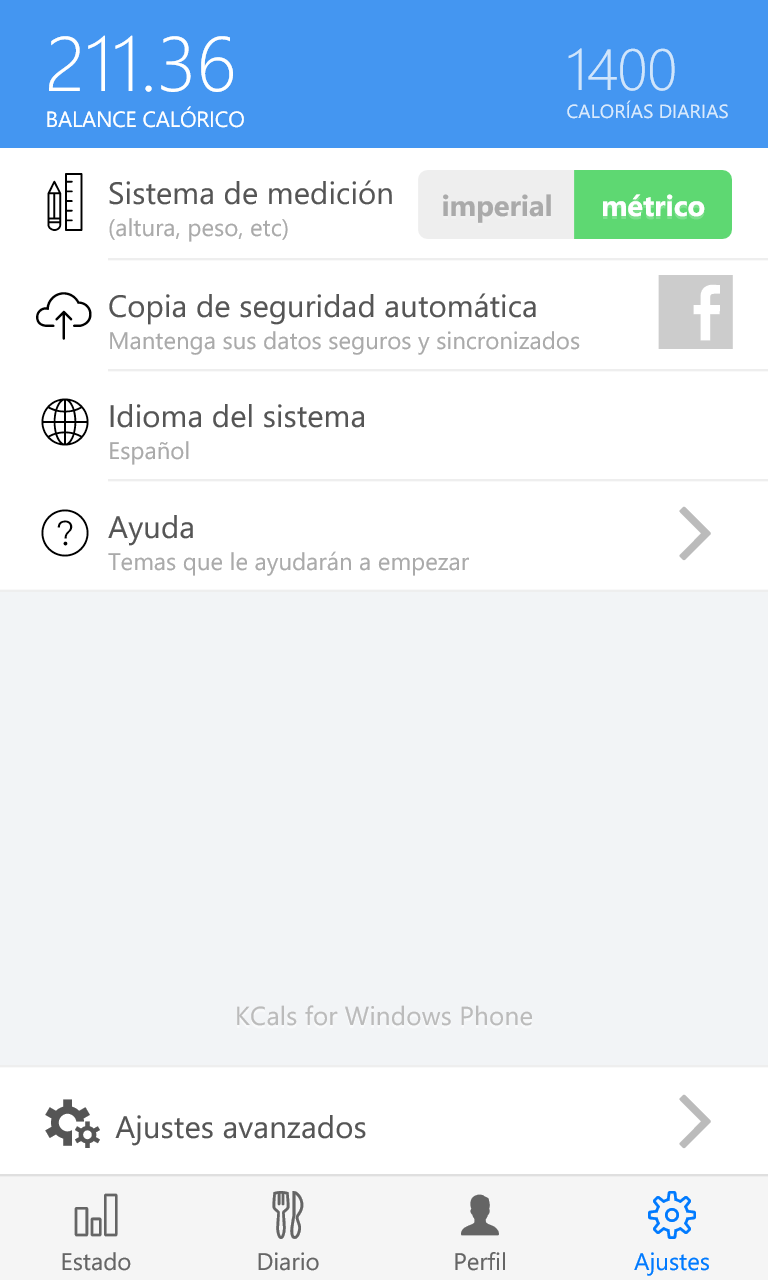 211.36
BALANCE CALÓRICO
1400
CALORÍAS DIARIAS
Sistema de medición
(altura, peso, etc)
imperial
métrico
Copia de seguridad automática
Mantenga sus datos seguros y sincronizados
f
Idioma del sistema
Español
?
Ayuda
Temas que le ayudarán a empezar
KCals for Windows Phone
Ajustes avanzados
Estado
Diario
Perfil
Ajustes